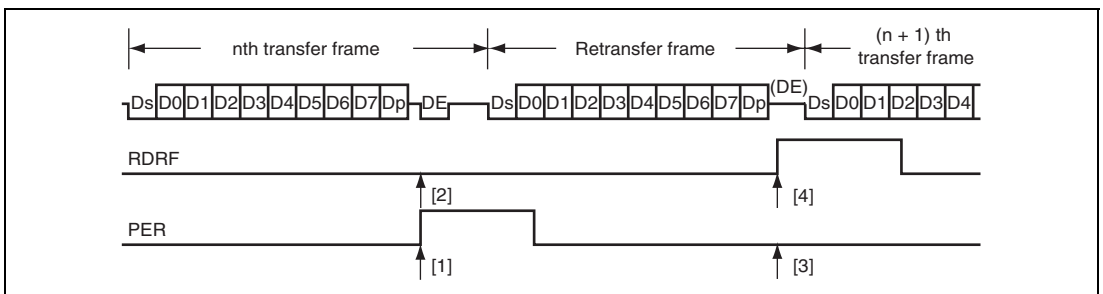 nth transfer frame
Retransfer frame
(n + 1) th
transfer frame
Ds D0 D1 D2 D3 D4 D5 D6 D7 Dp DE Ds D0 D1 D2 D3 D4 D5 D6 D7 Dp (DE) Ds D0 D1 D2 D3 D4
RDRF
[2] [4]
PER
[1] [3]